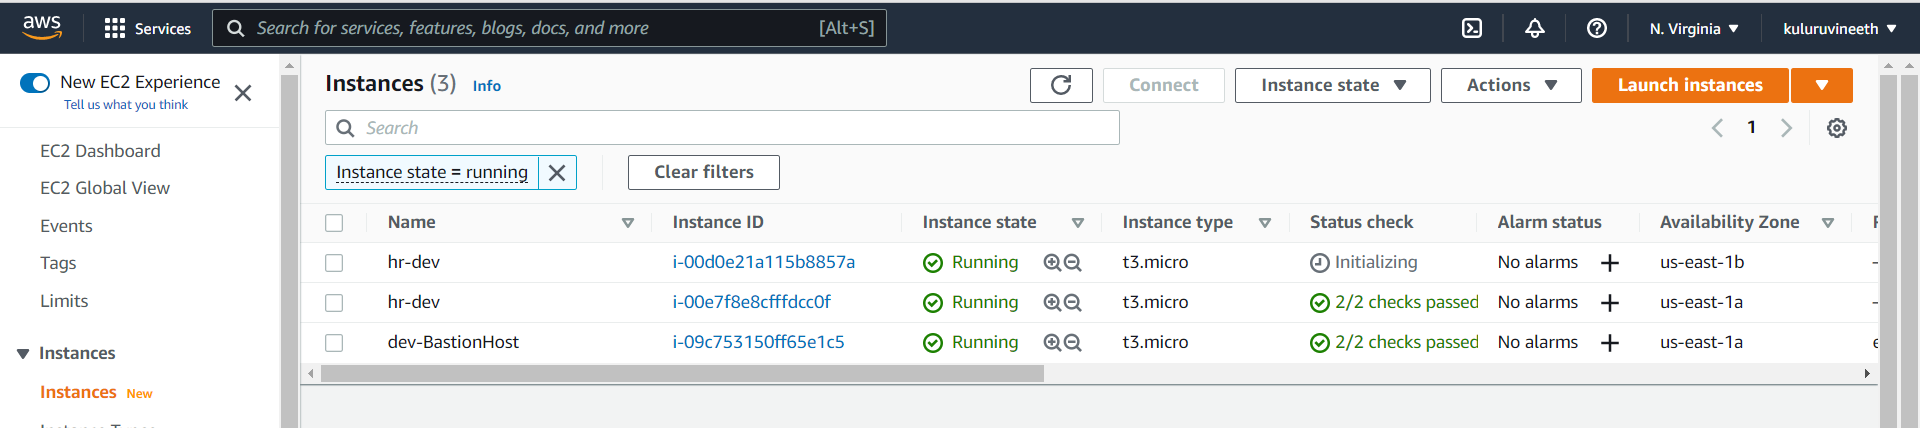 aws Services Search for services, features, blogs, docs, and more [Alt+S] N. Virginia kuluruvineeth
New EC2 Experience
Tell us what you think
EC2 Dashboard
EC2 Global View
Events
Tags
Limits
Instances
Instances New
Instances (3) Info Connect Instance state Actions Launch instances
Search 1
Instance state = running Clear filters
Name Instance ID Instance state Instance type Status check Alarm status Availability Zone
hr-dev i-00d0e21a115b8857a Running t3.micro Initializing No alarms + us-east-1b –
hr-dev i-00e7f8e8cfffdcc0f Running t3.micro 2/2 checks passed No alarms + us-east-1a –
dev-BastionHost i-09c753150ff65e1c5 Running t3.micro 2/2 checks passed No alarms + us-east-1a